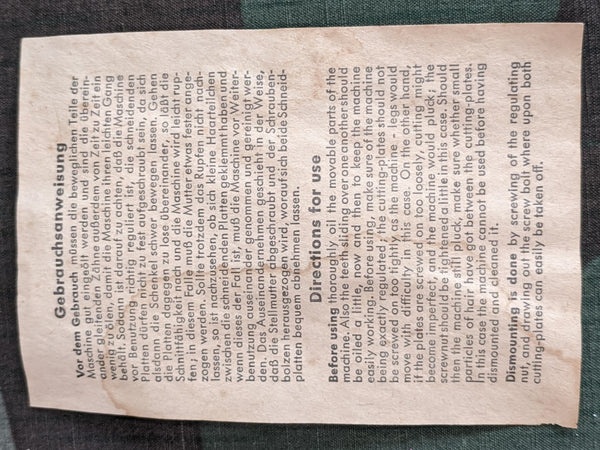 Gebrauchsanweisung
Vor dem Gebrauch müssen die beweglichen Teile der
Maschine gut eingeölt werden und sind die überein-
ander gleitenden Zähne außerdem von Zeit zu Zeit ein
wenig zu ölen, damit die Maschine ihren leichten Gang
behält. Sodann ist darauf zu achten, daß die Maschine
vor Benutzung richtig reguliert ist, die schneidenden
Platten dürfen nicht zu fest aufgeschraubt sein, da sich
alsdann die Schenkel schwer bewegen lassen. Gehen
die Platten dagegen zu lose übereinander, so läßt die
Schnittfähigkeit nach und die Maschine wird leicht rup-
fen; in diesem Falle muß die Mutter etwas fester ange-
zogen werden. Sollte trotzdem das Rupfen nicht nach-
lassen, so ist nachzusehen, ob sich kleine Haarteilchen
zwischen die schneidenden Platten geklemmt haben und
wenn dieses der Fall ist, muß die Maschine vor Weiter-
benutzung auseinander genommen und gereinigt wer-
den. Das Auseinandernehmen geschieht in der Weise,
daß die Stellmutter abgeschraubt und der Schrauben-
bolzen herausgezogen wird, worauf sich beide Schneid-
platten bequem abnehmen lassen.
Directions for use
Before using thoroughly oil the movable parts of the
machine. Also the teeth sliding over one another should
be oiled a little, now and then to keep the machine
easily working. Before using, make sure of the machine
being exactly regulated; the cutting-plates should not
be screwed on too tightly as the machine - legs would
move with difficulty in this case. On the other hand,
if the plates are screwed on too loosely, cutting might
become imperfect, and the machine would pluck; the
screwnut should be tightened a little in this case. Should
then the machine still pluck, make sure whether small
particles of hair have got between the cutting-plates.
In this case the machine cannot be used before having
dismounted and cleaned it.
Dismounting is done by screwing of the regulating
nut, and drawing out the screw bolt where upon both
cutting-plates can easily be taken off.